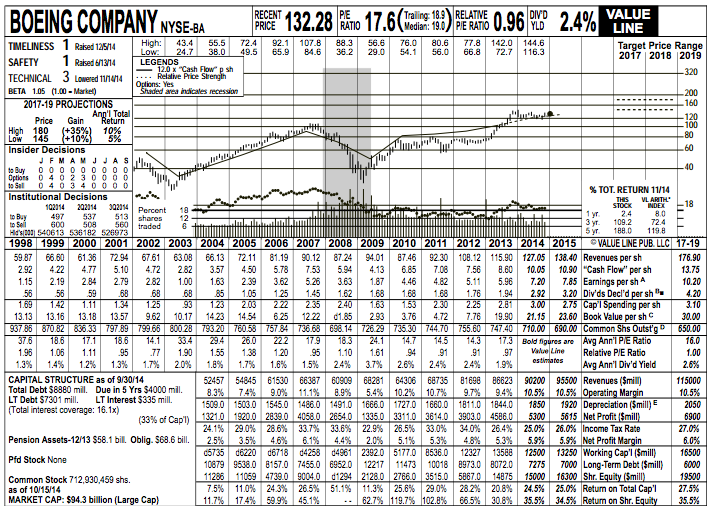 BOEING COMPANY NYSE-BA RECENT PRICE 132.28 P/E RATIO 17.6 (Trailing: 18.9 Median: 19.0) RELATIVE P/E RATIO 0.96 DIV'D YLD 2.4% VALUE LINE
TIMELINESS 1 Raised 12/5/14
SAFETY 1 Raised 6/13/14
TECHNICAL 3 Lowered 11/14/14
BETA 1.05 (1.00 = Market)
High: 43.4 55.5 72.4 92.1 107.8 88.3 56.6 76.0 80.6 77.8 142.0 144.6
Low: 24.7 38.0 49.5 65.9 84.6 36.2 29.0 54.1 56.0 66.8 73.7 116.3
Target Price Range
2017 2018 2019
LEGENDS
12.0 x "Cash Flow" p sh
Relative Price Strength
Options: Yes
Shaded area indicates recession
320
200
160
120
100
80
60
40
18
2017-19 PROJECTIONS
Price Gain Ann'l Total Return
High 180 (+35%) 10%
Low 145 (+10%) 5%
Insider Decisions
J F M A M J J A S
to Buy 0 0 0 0 0 0 0 0 0
Options 0 4 0 2 3 0 0 0 0
to Sell 0 4 0 3 4 0 0 0 0
Institutional Decisions
1Q2014 2Q2014 3Q2014
to Buy 497 537 513
to Sell 600 508 560
Hld's(000) 540613 536182 526973
Percent shares traded
18
12
6
% TOT. RETURN 11/14
THIS STOCK VL ARITH.* INDEX
1 yr. 2.4 8.0
3 yr. 109.2 72.4
5 yr. 188.0 119.8
1998 1999 2000 2001 2002 2003 2004 2005 2006 2007 2008 2009 2010 2011 2012 2013 2014 2015 © VALUE LINE PUB. LLC 17-19
59.87 66.60 61.36 72.94 67.61 63.08 66.13 72.11 81.19 90.12 87.24 94.01 87.46 92.30 108.12 115.90 127.05 138.40 Revenues per sh 176.90
2.92 4.22 4.77 5.10 4.72 2.82 3.57 4.50 5.78 7.53 5.94 4.13 6.85 7.08 7.56 8.60 10.05 10.90 "Cash Flow" per sh 13.75
1.15 2.19 2.84 2.79 2.82 1.00 1.63 2.39 3.62 5.26 3.63 1.87 4.46 4.82 5.11 5.96 7.20 7.85 Earnings per sh A 10.20
.56 .56 .59 .68 .68 .68 .85 1.05 1.25 1.45 1.62 1.68 1.68 1.68 1.76 1.94 2.92 3.20 Div'ds Decl'd per sh B■ 4.20
1.69 1.42 1.11 1.34 1.25 .93 1.23 2.03 2.22 2.35 2.40 1.63 1.53 2.30 2.25 2.81 3.00 2.75 Cap'l Spending per sh 3.10
13.13 13.16 13.18 13.57 9.62 10.17 14.23 14.54 6.25 12.22 d1.85 2.93 3.76 4.72 7.76 19.90 21.15 23.60 Book Value per sh C 30.00
937.86 870.82 836.33 797.89 799.66 800.28 793.20 760.58 757.84 736.68 698.14 726.29 735.30 744.70 755.60 747.40 710.00 690.00 Common Shs Outst'g D 650.00
37.6 18.6 17.1 18.6 14.1 33.4 29.4 26.0 22.2 17.9 18.3 24.1 14.7 14.5 14.3 17.3 Bold figures are Value Line estimates Avg Ann'l P/E Ratio 16.0
1.96 1.06 1.11 .95 .77 1.90 1.55 1.38 1.20 .95 1.10 1.61 .94 .91 .91 .97 Relative P/E Ratio 1.00
1.3% 1.4% 1.2% 1.3% 1.7% 2.0% 1.8% 1.7% 1.6% 1.5% 2.4% 3.7% 2.6% 2.4% 2.4% 1.9% Avg Ann'l Div'd Yield 2.6%
CAPITAL STRUCTURE as of 9/30/14
Total Debt $8880 mill. Due in 5 Yrs $4000 mill.
LT Debt $7301 mill. LT Interest $335 mill.
(Total interest coverage: 16.1x)
(33% of Cap'l)
Pension Assets-12/13 $58.1 bill. Oblig. $68.6 bill.
Pfd Stock None
Common Stock 712,930,459 shs.
as of 10/15/14
MARKET CAP: $94.3 billion (Large Cap)
52457 54845 61530 66387 60909 68281 64306 68735 81698 86623 90200 95500 Revenues ($mill) 115000
8.3% 7.4% 9.0% 11.1% 8.9% 5.4% 10.2% 10.7% 9.7% 9.4% 10.5% 10.5% Operating Margin 10.5%
1509.0 1503.0 1545.0 1486.0 1491.0 1666.0 1727.0 1660.0 1811.0 1844.0 1850 1920 Depreciation ($mill) E 2050
1321.0 1920.0 2839.0 4058.0 2654.0 1335.0 3311.0 3614.0 3903.0 4586.0 5300 5615 Net Profit ($mill) 6900
24.1% 29.0% 28.6% 33.7% 33.6% 22.9% 26.5% 33.0% 34.0% 26.4% 25.0% 26.0% Income Tax Rate 27.0%
2.5% 3.5% 4.6% 6.1% 4.4% 2.0% 5.1% 5.3% 4.8% 5.3% 5.9% 5.9% Net Profit Margin 6.0%
d5735 d6220 d6718 d4258 d4961 2392.0 5177.0 8536.0 12327 13588 12500 13250 Working Cap'l ($mill) 16500
10879 9538.0 8157.0 7455.0 6952.0 12217 11473 10018 8973.0 8072.0 7275 7000 Long-Term Debt ($mill) 6000
11286 11059 4739.0 9004.0 d1294 2128.0 2766.0 3515.0 5867.0 14875 15000 16300 Shr. Equity ($mill) 19500
7.5% 11.0% 24.3% 26.5% 51.1% 11.3% 25.6% 29.0% 28.2% 20.8% 24.5% 25.0% Return on Total Cap'l 27.5%
11.7% 17.4% 59.9% 45.1% -- 62.7% 119.7% 102.8% 66.5% 30.8% 35.5% 34.5% Return on Shr. Equity 35.5%